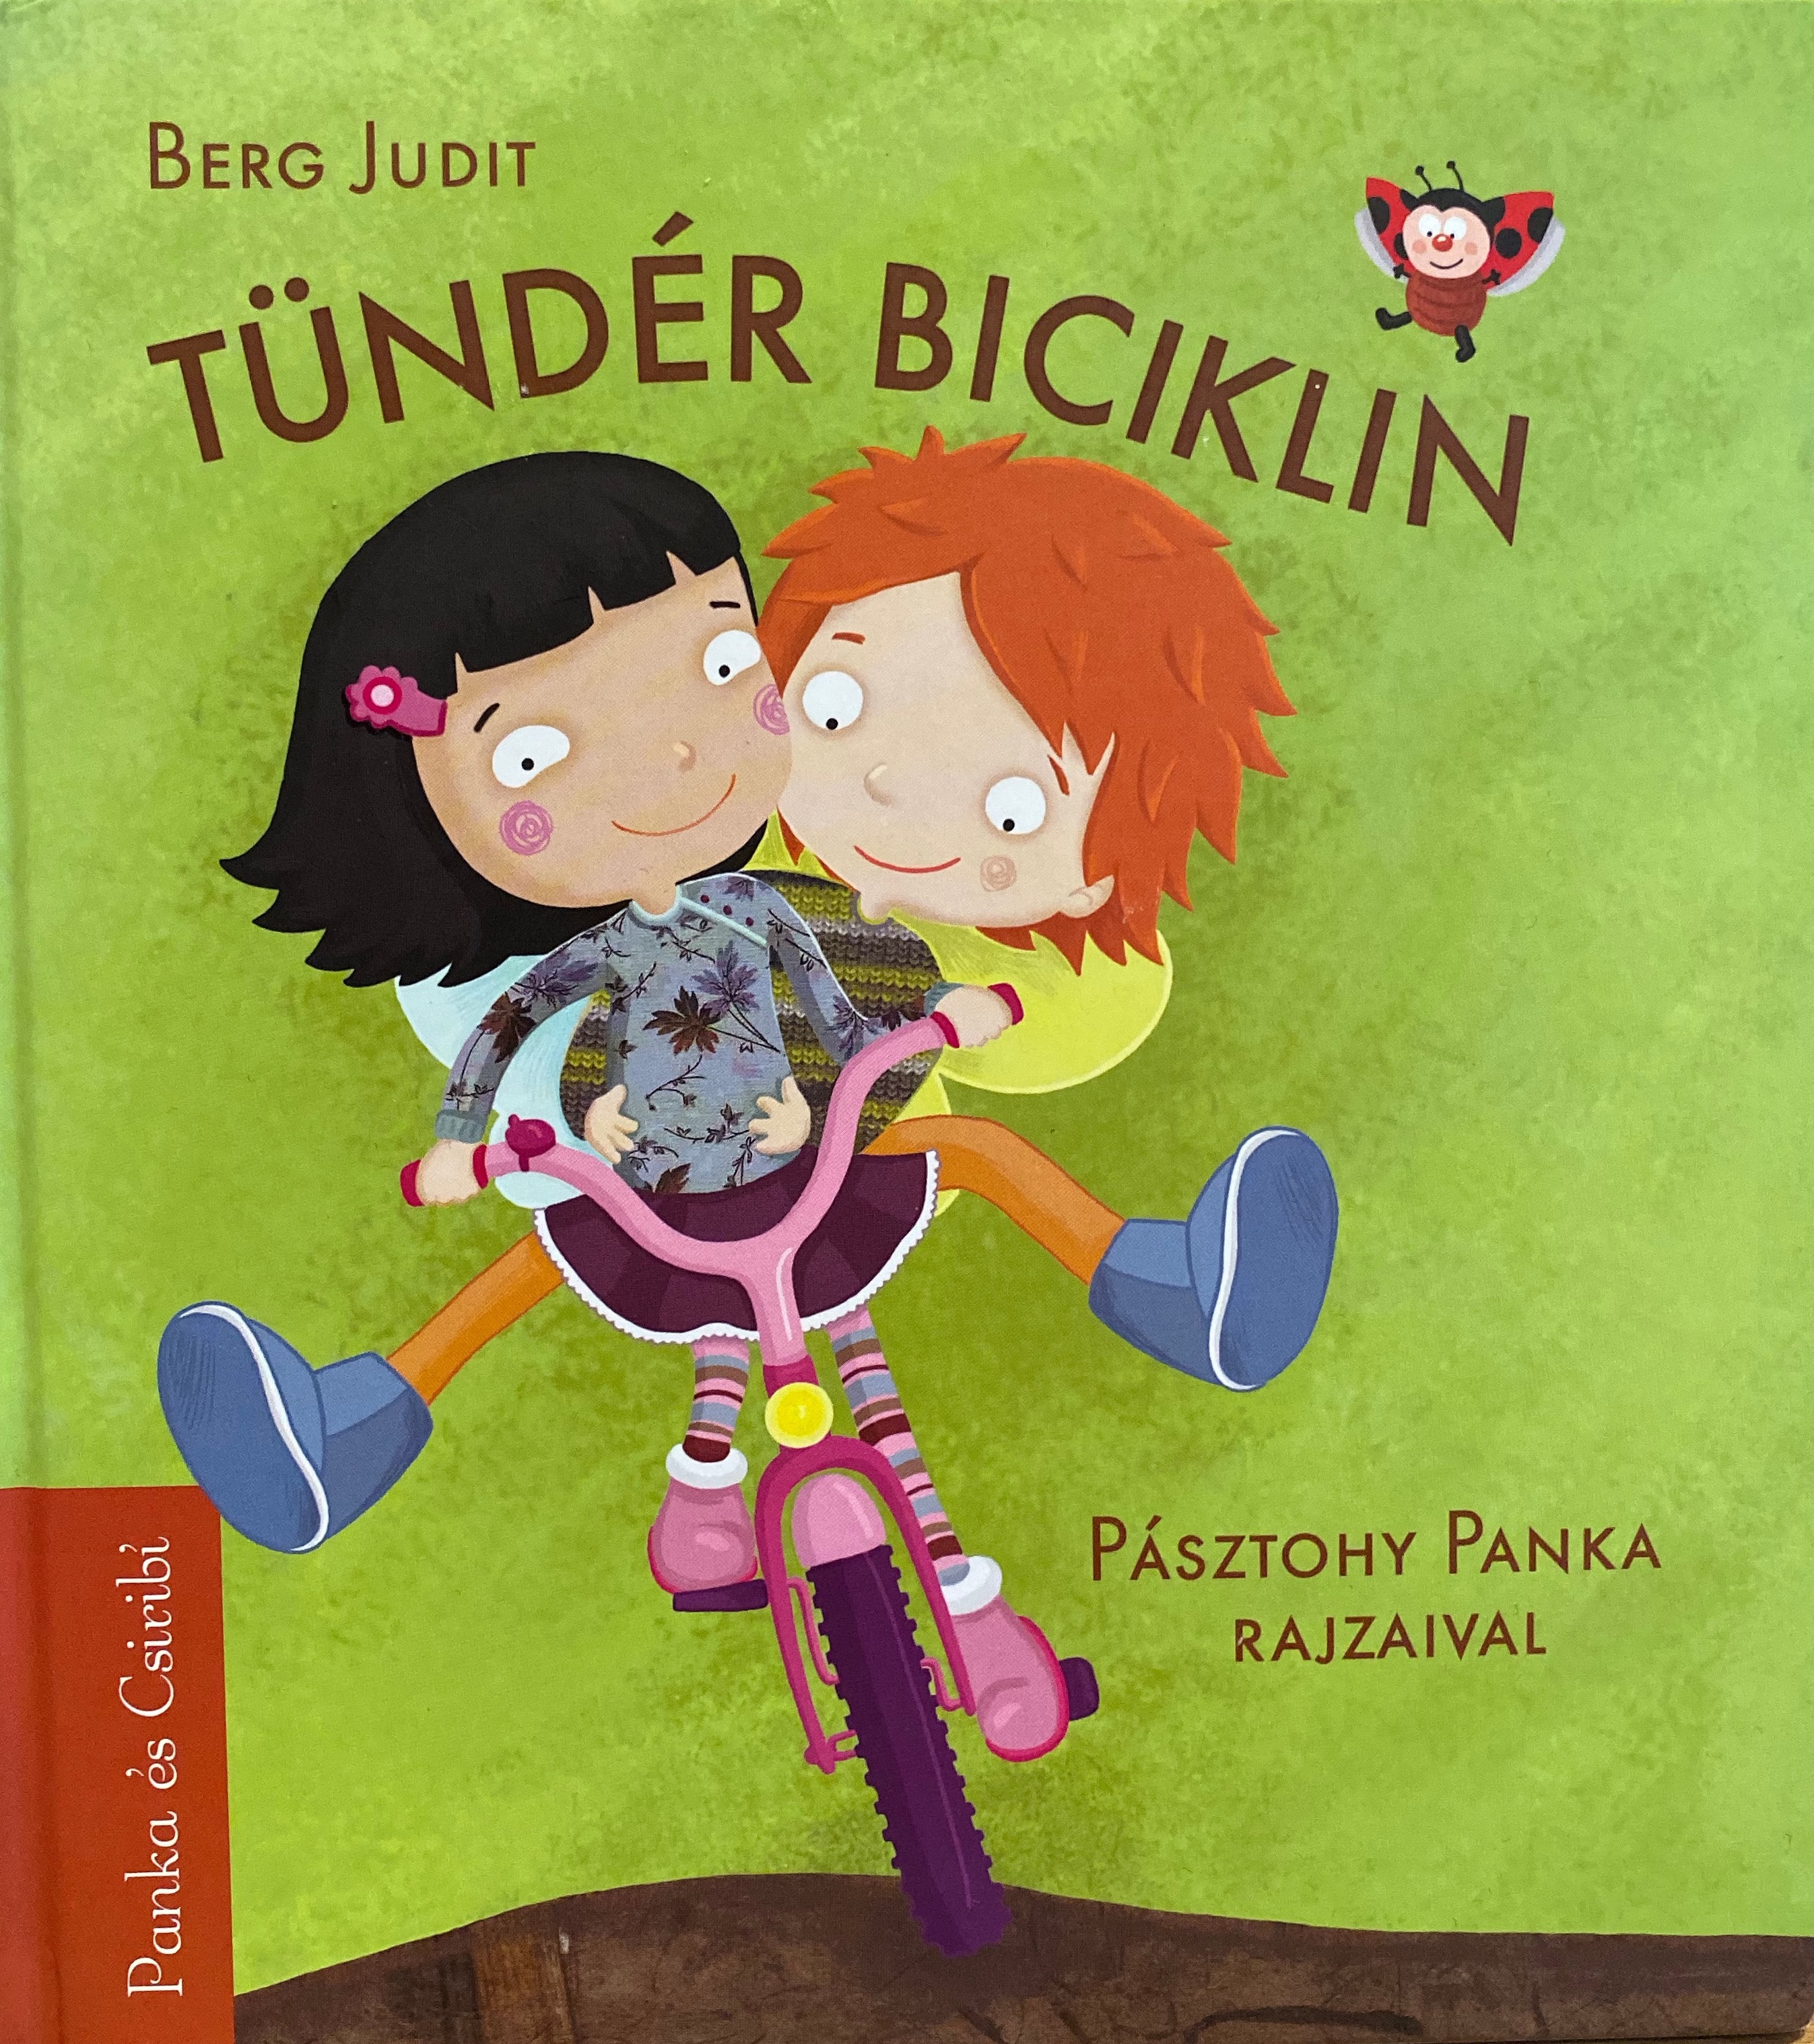 Berg Judit
TÜNDÉR BICIKLIN
Pásztohy Panka
rajzaival
Panka és Csiribí